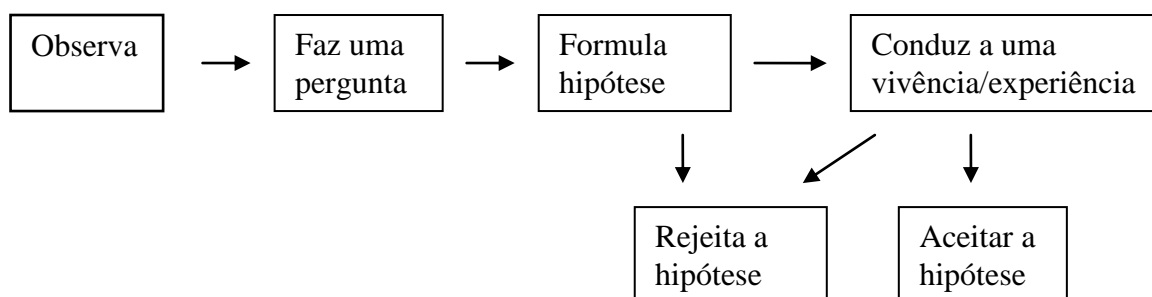 Observa
Faz uma
pergunta
Formula
hipótese
Conduz a uma
vivência/experiência
Rejeita a
hipótese
Aceitar a
hipótese